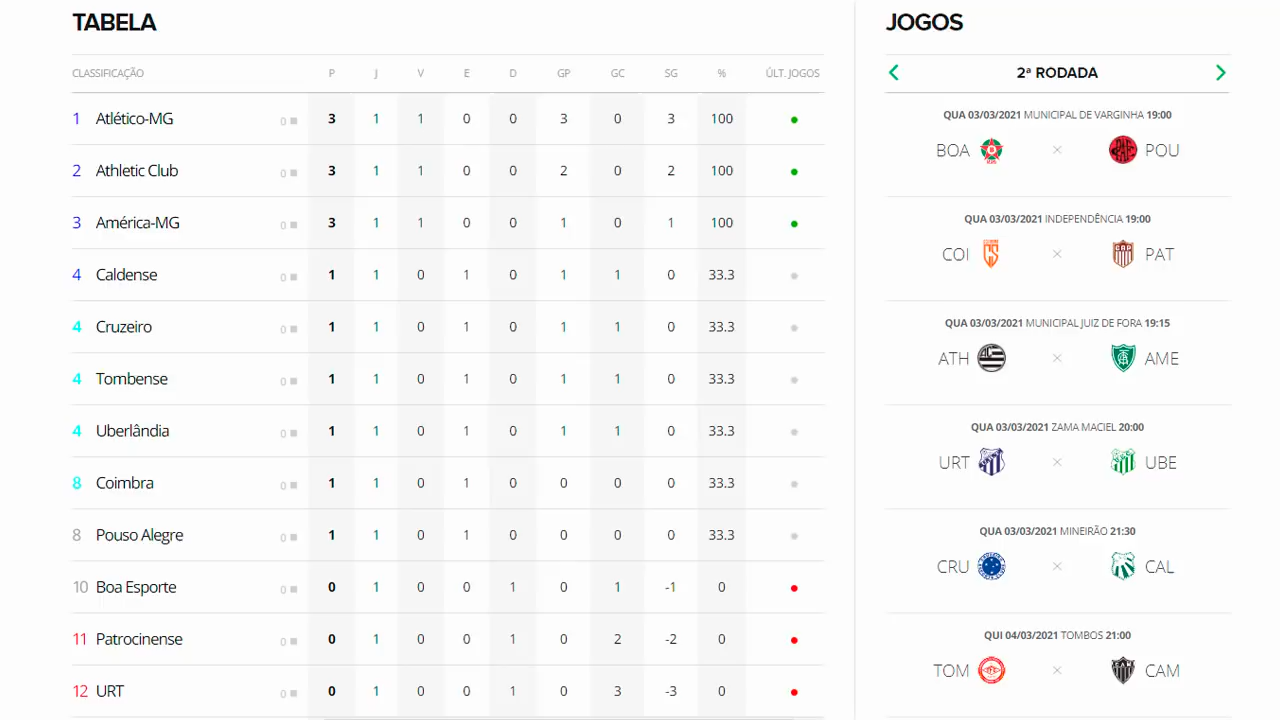 TABELA
CLASSIFICAÇÃO P J V E D GP GC SG % ÚLT. JOGOS
1 Atlético-MG 0 3 1 1 0 0 3 0 3 100
2 Athletic Club 0 3 1 1 0 0 2 0 2 100
3 América-MG 0 3 1 1 0 0 1 0 1 100
4 Caldense 0 1 1 0 1 0 1 1 0 33.3
4 Cruzeiro 0 1 1 0 1 0 1 1 0 33.3
4 Tombense 0 1 1 0 1 0 1 1 0 33.3
4 Uberlândia 0 1 1 0 1 0 1 1 0 33.3
8 Coimbra 0 1 1 0 1 0 0 0 0 33.3
8 Pouso Alegre 0 1 1 0 1 0 0 0 0 33.3
10 Boa Esporte 0 0 1 0 0 1 0 1 -1 0
11 Patrocinense 0 0 1 0 0 1 0 2 -2 0
12 URT 0 0 1 0 0 1 0 3 -3 0
JOGOS
2ª RODADA
QUA 03/03/2021 MUNICIPAL DE VARGINHA 19:00
BOA × POU
QUA 03/03/2021 INDEPENDÊNCIA 19:00
COI × PAT
QUA 03/03/2021 MUNICIPAL JUIZ DE FORA 19:15
ATH × AME
QUA 03/03/2021 ZAMA MACIEL 20:00
URT × UBE
QUA 03/03/2021 MINEIRÃO 21:30
CRU × CAL
QUI 04/03/2021 TOMBOS 21:00
TOM × CAM